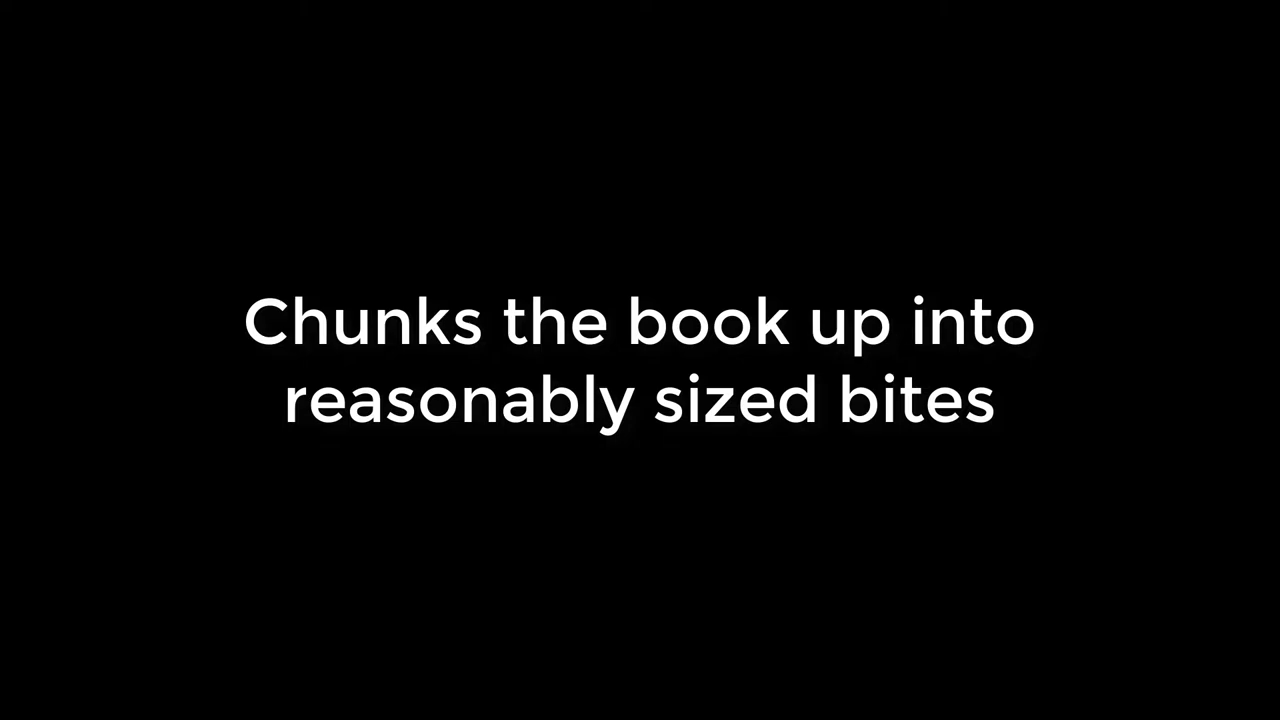 Chunks the book up into
reasonably sized bites